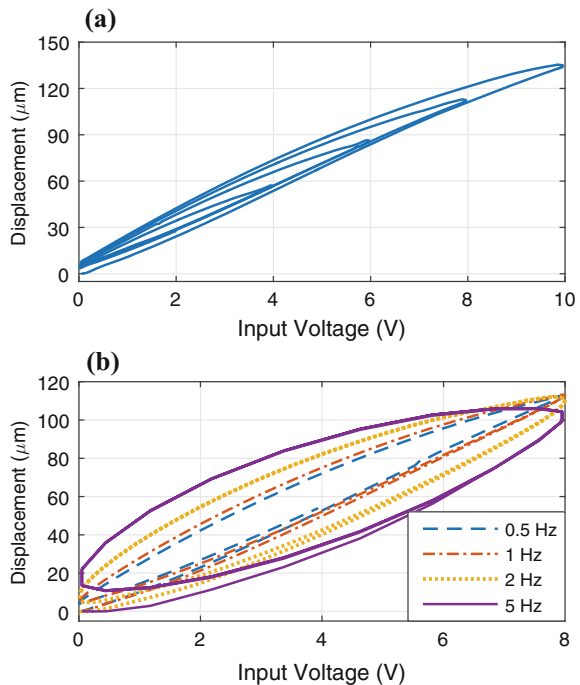 (a)
150
120
90
60
30
0
Displacement (μm)
0 2 4 6 8 10
Input Voltage (V)
(b)
120
100
80
60
40
20
0
Displacement (μm)
0.5 Hz
1 Hz
2 Hz
5 Hz
0 2 4 6 8
Input Voltage (V)